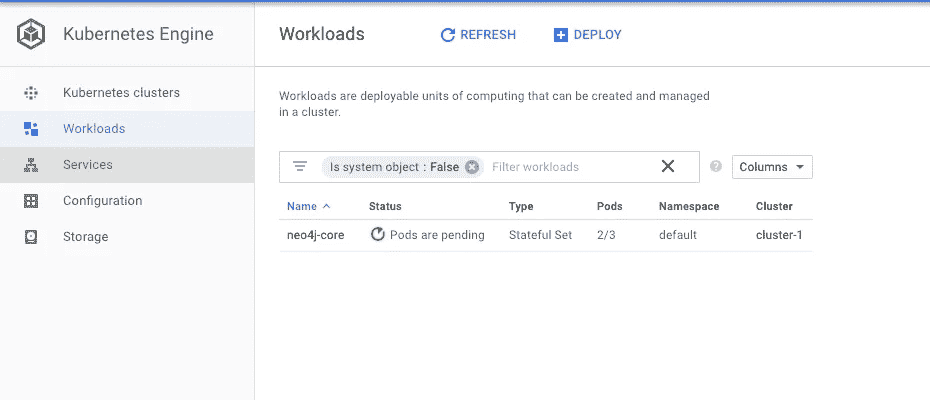 Kubernetes Engine
Workloads
REFRESH
DEPLOY
Kubernetes clusters
Workloads
Services
Configuration
Storage
Workloads are deployable units of computing that can be created and managed
in a cluster.
Is system object : False
Filter workloads
Columns
Name Status Type Pods Namespace Cluster
neo4j-core Pods are pending Stateful Set 2/3 default cluster-1